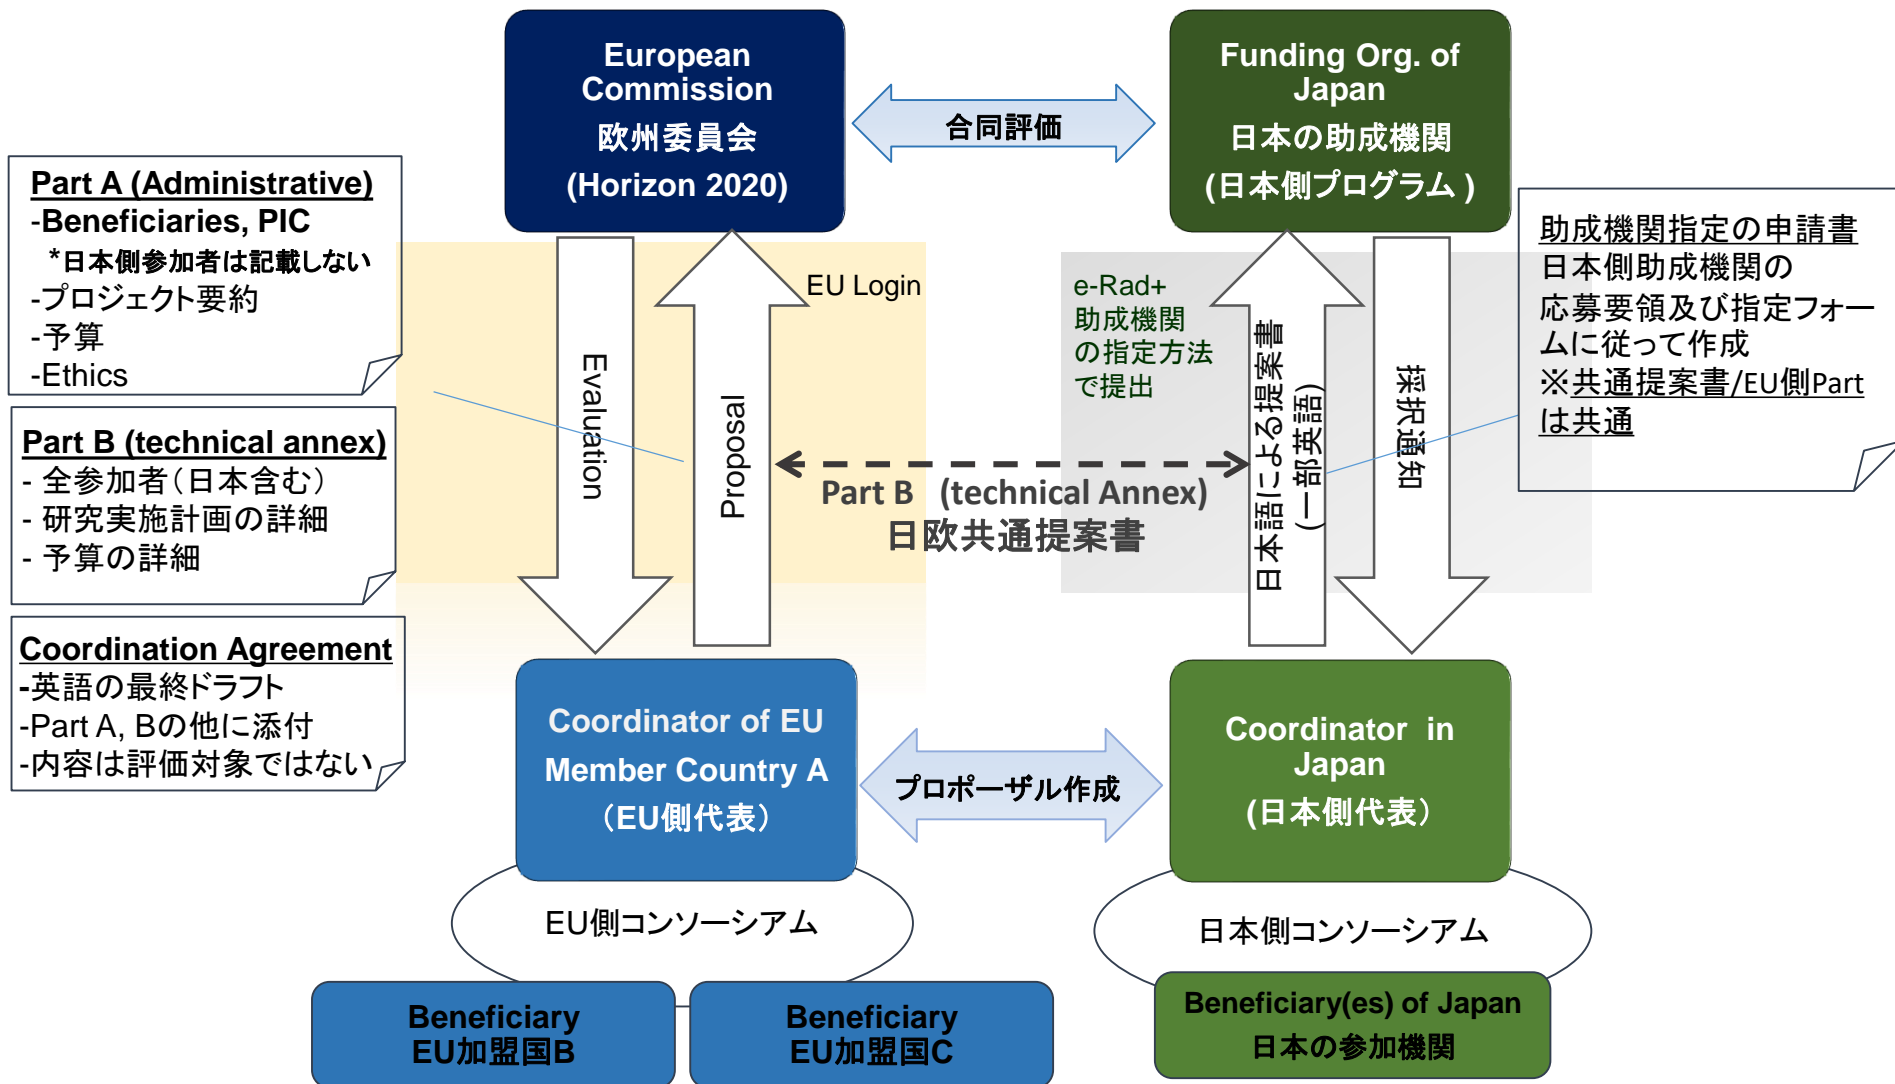 European
Commission
欧州委員会
(Horizon 2020)
合同評価
Funding Org. of
Japan
日本の助成機関
(日本側プログラム )
Part A (Administrative)
-Beneficiaries, PIC
*日本側参加者は記載しない
-プロジェクト要約
-予算
-Ethics
Part B (technical annex)
- 全参加者（日本含む）
- 研究実施計画の詳細
- 予算の詳細
Coordination Agreement
-英語の最終ドラフト
-Part A, Bの他に添付
-内容は評価対象ではない
Evaluation
Proposal
EU Login
e-Rad+
助成機関
の指定方法
で提出
日本語による提案書
(一部英語)
採択通知
助成機関指定の申請書
日本側助成機関の
応募要領及び指定フォー
ムに従って作成
※共通提案書/EU側Part
は共通
Part B (technical Annex)
日欧共通提案書
Coordinator of EU
Member Country A
（EU側代表）
プロポーザル作成
Coordinator in
Japan
(日本側代表）
EU側コンソーシアム
日本側コンソーシアム
Beneficiary
EU加盟国B
Beneficiary
EU加盟国C
Beneficiary(es) of Japan
日本の参加機関